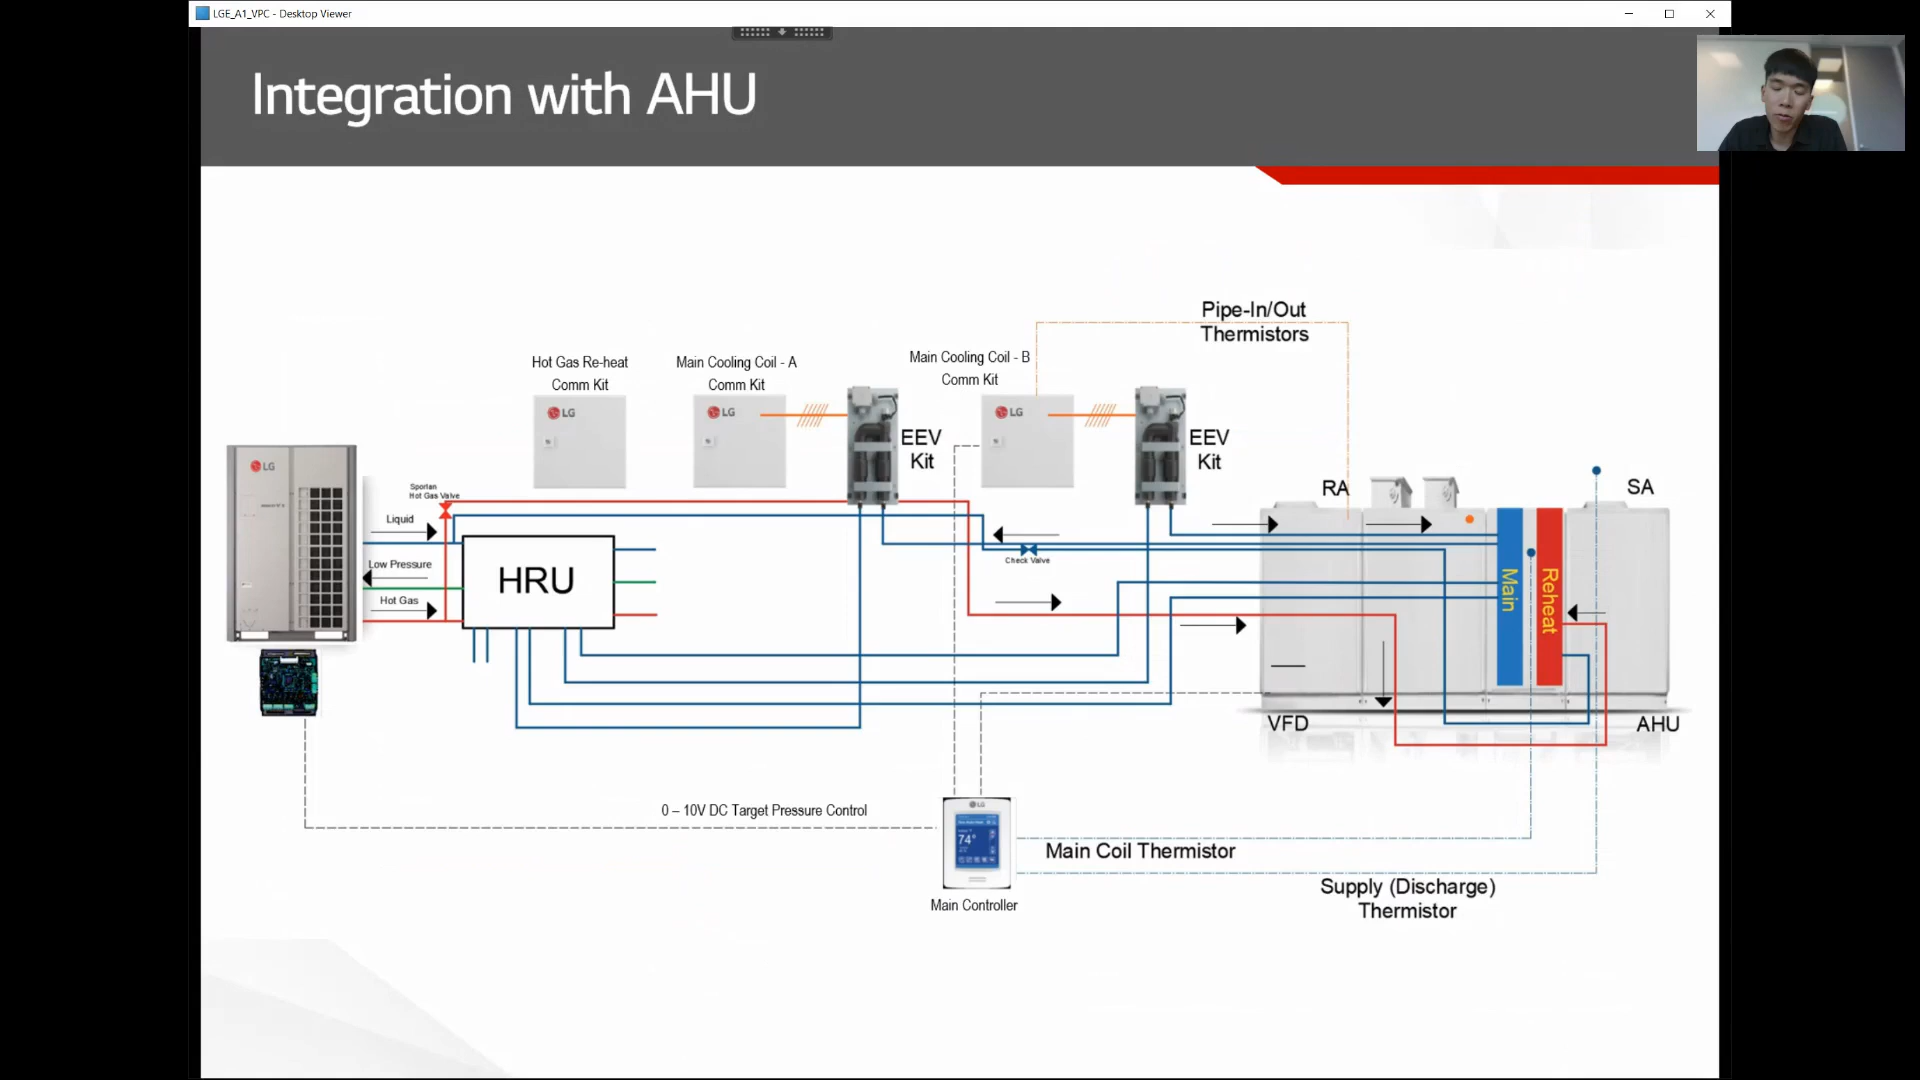 LGE_A1_VPC - Desktop Viewer
Integration with AHU
Pipe-In/Out
Thermistors
Hot Gas Re-heat
Comm Kit
Main Cooling Coil - A
Comm Kit
Main Cooling Coil - B
Comm Kit
LG
LG
LG
EEV
Kit
EEV
Kit
LG
Sporlan
Hot Gas Valve
RA
SA
Liquid
Low Pressure
Hot Gas
HRU
Check Valve
Main
Reheat
VFD
AHU
0 – 10V DC Target Pressure Control
LG
74°
Main Coil Thermistor
Supply (Discharge)
Thermistor
Main Controller